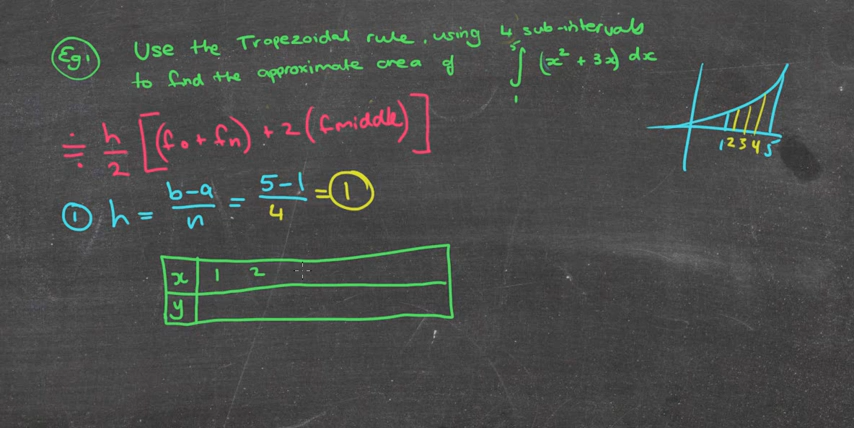 Eg1 Use the Trapezoidal rule, using 4 sub-intervals
to find the approximate area of ∫₁⁵ (x² + 3x) dx
≑ h/2 [(f₀ + fₙ) + 2(fmiddle)]
1 2 3 4 5
① h = b-a/n = 5-1/4 = 1
x 1 2
y